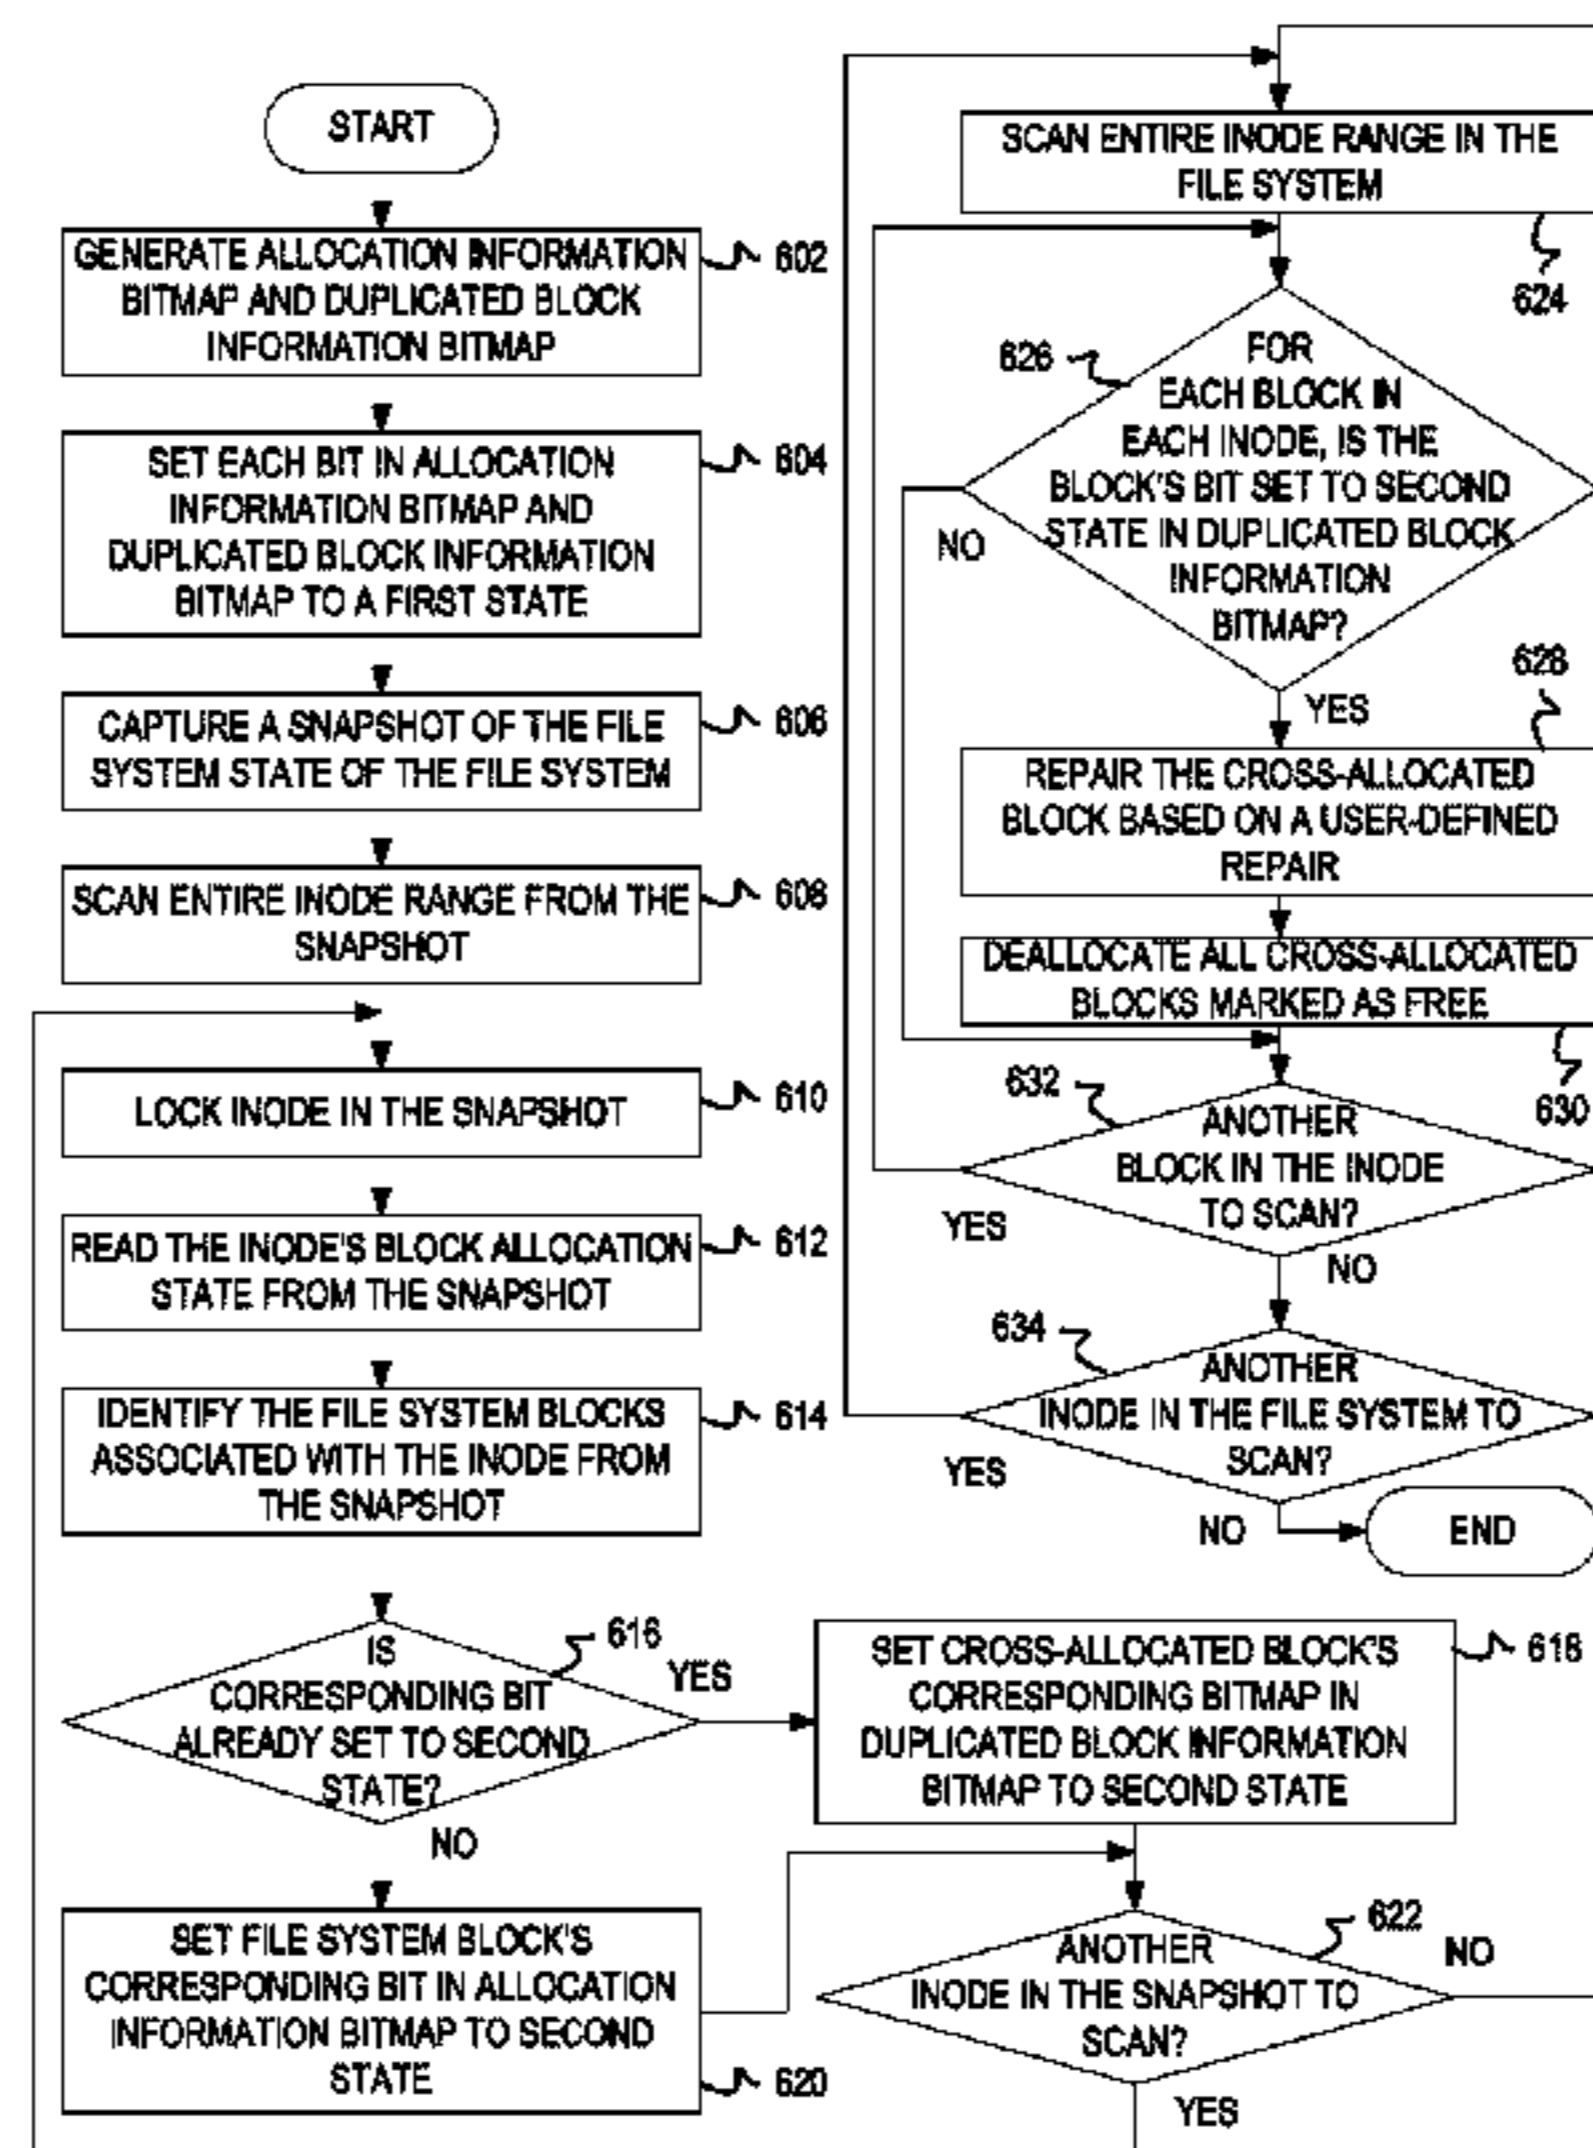 START
GENERATE ALLOCATION INFORMATION
BITMAP AND DUPLICATED BLOCK
INFORMATION BITMAP
602
SET EACH BIT IN ALLOCATION
INFORMATION BITMAP AND
DUPLICATED BLOCK INFORMATION
BITMAP TO A FIRST STATE
604
CAPTURE A SNAPSHOT OF THE FILE
SYSTEM STATE OF THE FILE SYSTEM
606
SCAN ENTIRE INODE RANGE FROM THE
SNAPSHOT
608
LOCK INODE IN THE SNAPSHOT
610
READ THE INODE'S BLOCK ALLOCATION
STATE FROM THE SNAPSHOT
612
IDENTIFY THE FILE SYSTEM BLOCKS
ASSOCIATED WITH THE INODE FROM
THE SNAPSHOT
614
IS
CORRESPONDING BIT
ALREADY SET TO SECOND
STATE?
616
YES
NO
SET CROSS-ALLOCATED BLOCK'S
CORRESPONDING BITMAP IN
DUPLICATED BLOCK INFORMATION
BITMAP TO SECOND STATE
618
SET FILE SYSTEM BLOCK'S
CORRESPONDING BIT IN ALLOCATION
INFORMATION BITMAP TO SECOND
STATE
620
ANOTHER
INODE IN THE SNAPSHOT TO
SCAN?
622
NO
YES
SCAN ENTIRE INODE RANGE IN THE
FILE SYSTEM
624
FOR
EACH BLOCK IN
EACH INODE, IS THE
BLOCK'S BIT SET TO SECOND
STATE IN DUPLICATED BLOCK
INFORMATION
BITMAP?
626
NO
YES
REPAIR THE CROSS-ALLOCATED
BLOCK BASED ON A USER-DEFINED
REPAIR
628
DEALLOCATE ALL CROSS-ALLOCATED
BLOCKS MARKED AS FREE
630
ANOTHER
BLOCK IN THE INODE
TO SCAN?
632
YES
NO
ANOTHER
INODE IN THE FILE SYSTEM TO
SCAN?
634
YES
NO
END